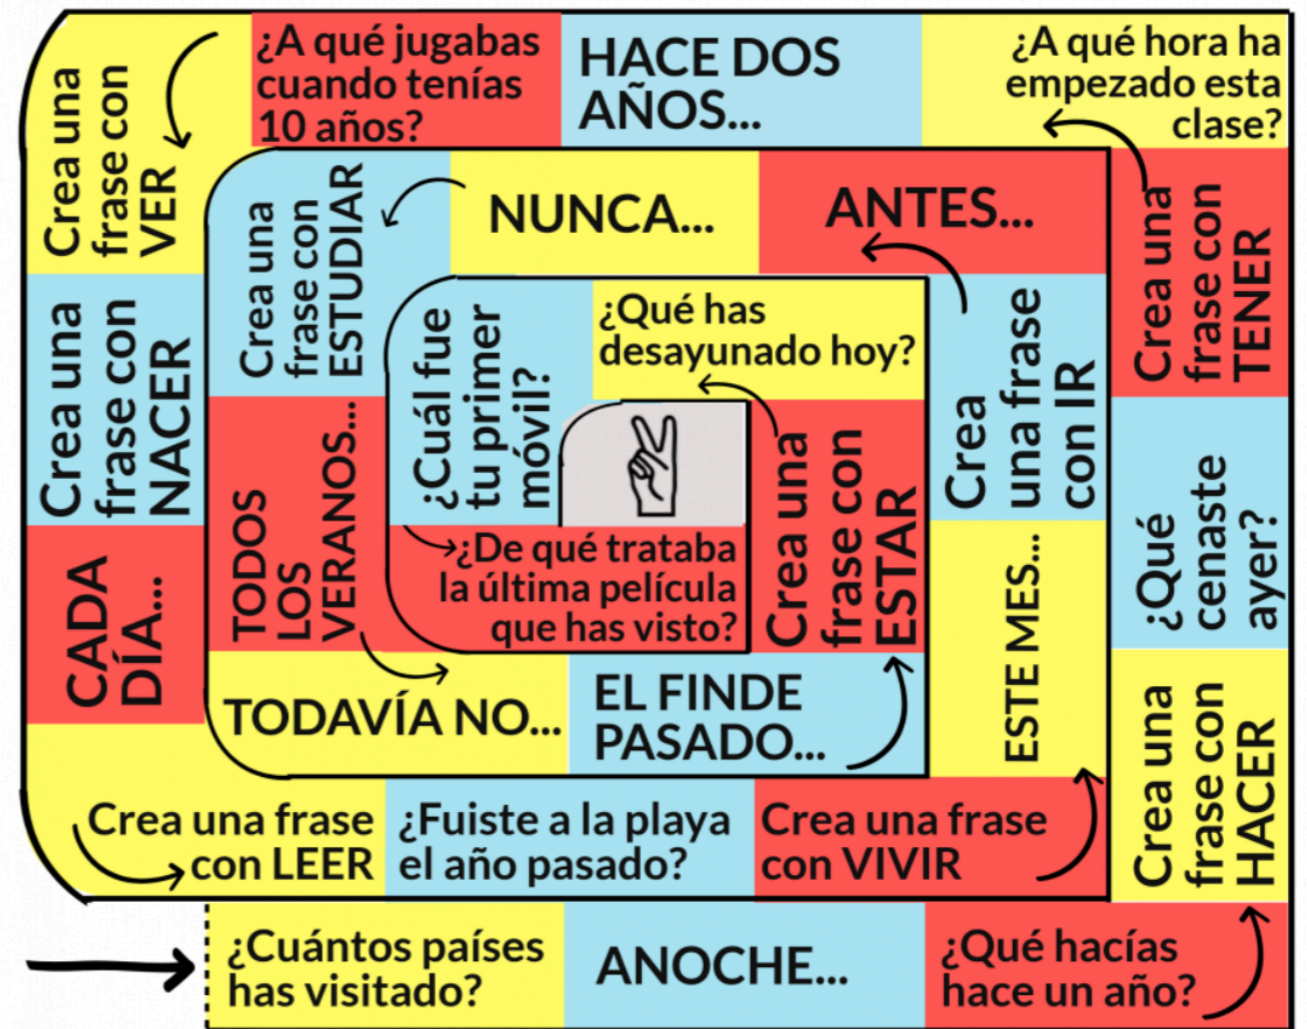 ¿Cuántos países
has visitado?
ANOCHE...
¿Qué hacías
hace un año?
Crea una
frase con
HACER
¿Qué
cenaste
ayer?
Crea una
frase con
TENER
¿A qué hora ha
empezado esta
clase?
HACE DOS
AÑOS...
¿A qué jugabas
cuando tenías
10 años?
Crea una
frase con
VER
Crea una
frase con
NACER
CADA
DÍA...
Crea una frase
con LEER
¿Fuiste a la playa
el año pasado?
Crea una frase
con VIVIR
ESTE MES...
Crea
una frase
con IR
ANTES...
NUNCA...
Crea una
frase con
ESTUDIAR
TODOS
LOS
VERANOS...
TODAVÍA NO...
EL FINDE
PASADO...
Crea una
frase con
ESTAR
¿Qué has
desayunado hoy?
¿Cuál fue
tu primer
móvil?
¿De qué trataba
la última película
que has visto?